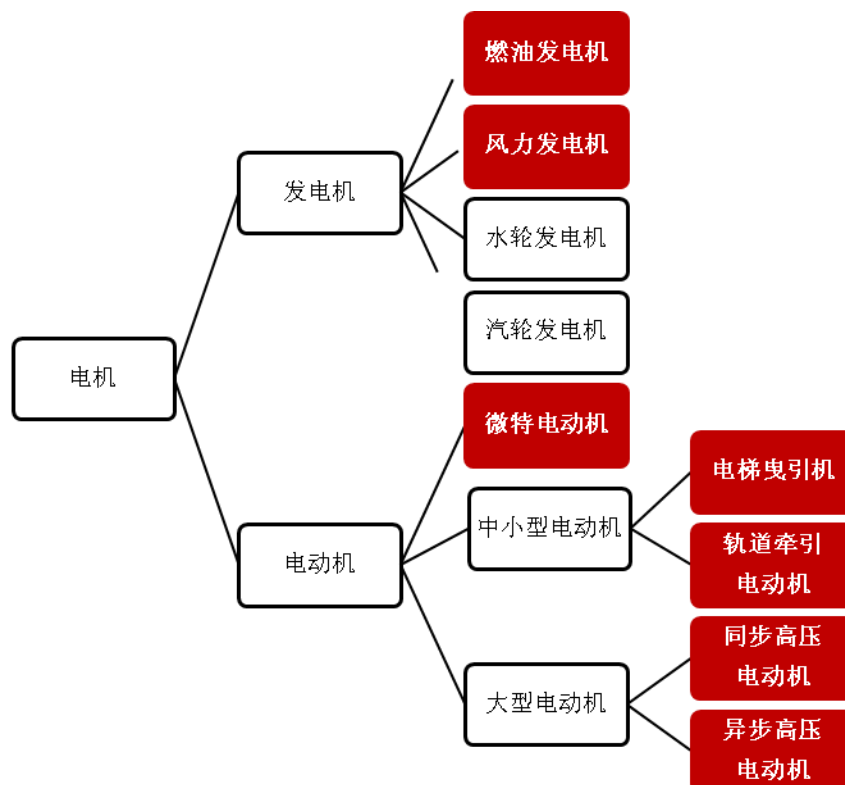 燃油发电机
风力发电机
发电机
水轮发电机
汽轮发电机
电机
微特电动机
电梯曳引机
中小型电动机
轨道牵引
电动机
电动机
同步高压
电动机
大型电动机
异步高压
电动机